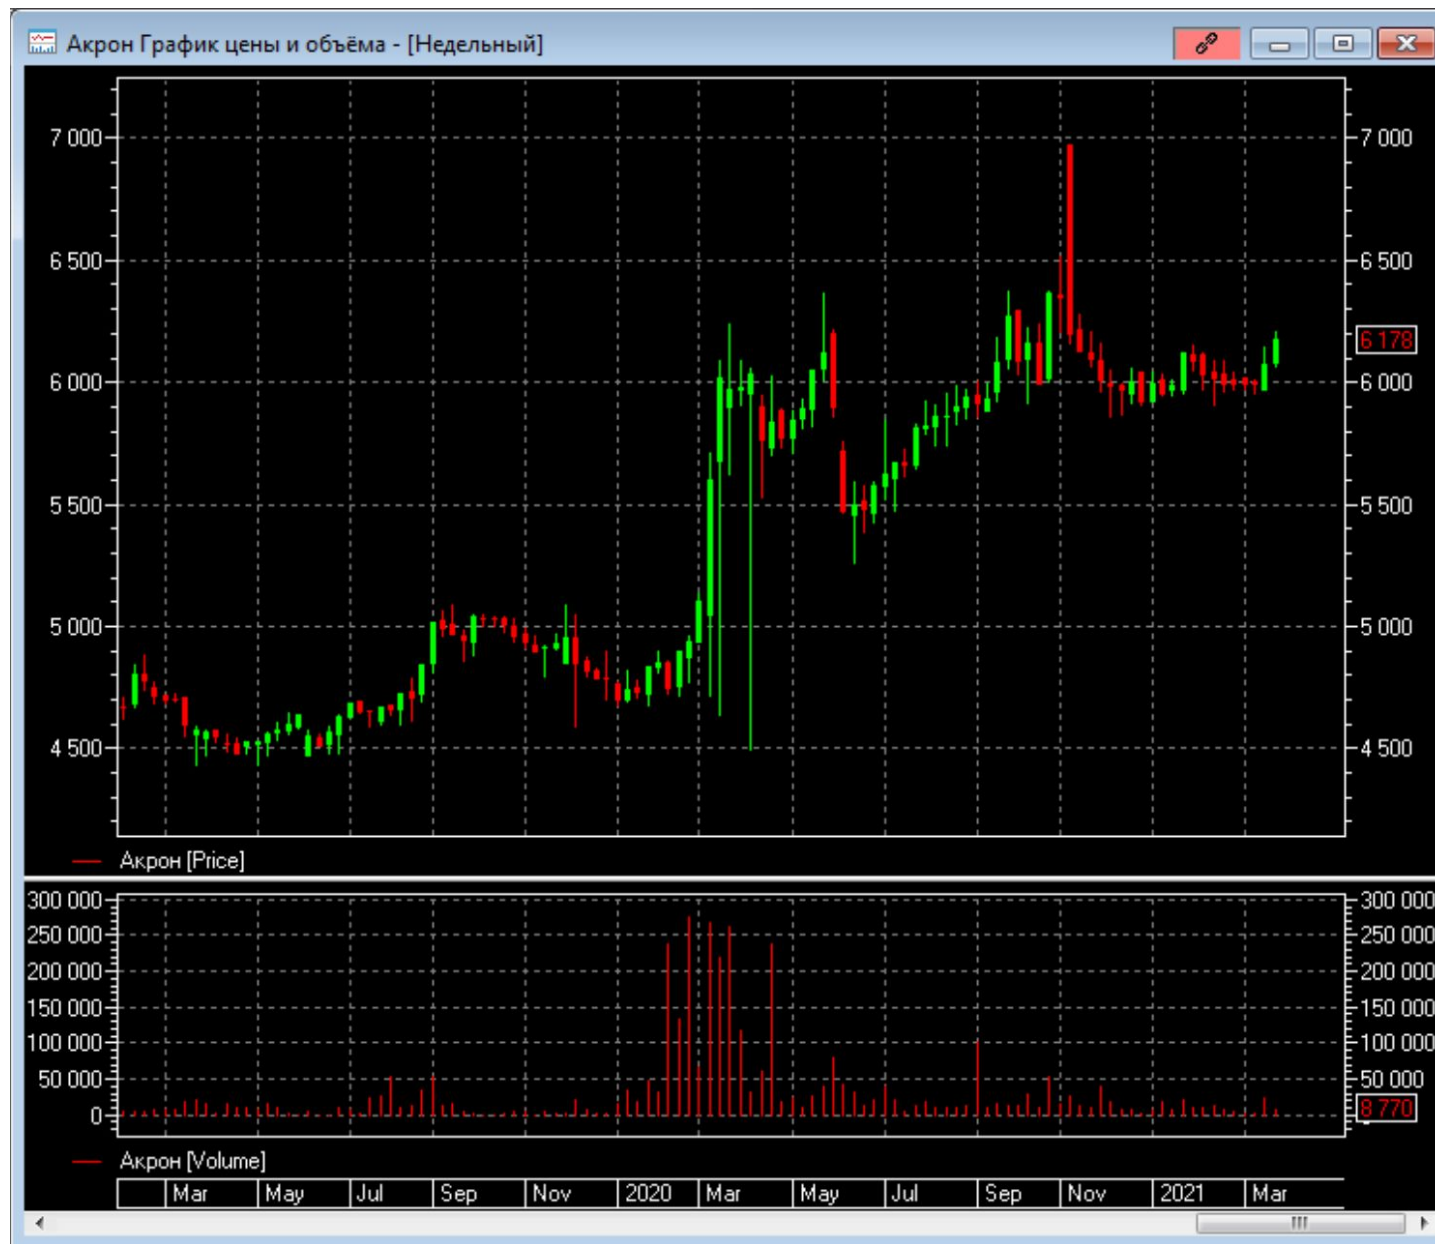 Акрон График цены и объёма - [Недельный]
7 000 7 000
6 500 6 500
6 178
6 000 6 000
5 500 5 500
5 000 5 000
4 500 4 500
Акрон [Price]
300 000 300 000
250 000 250 000
200 000 200 000
150 000 150 000
100 000 100 000
50 000 50 000
0 8 770
Акрон [Volume]
Mar May Jul Sep Nov 2020 Mar May Jul Sep Nov 2021 Mar